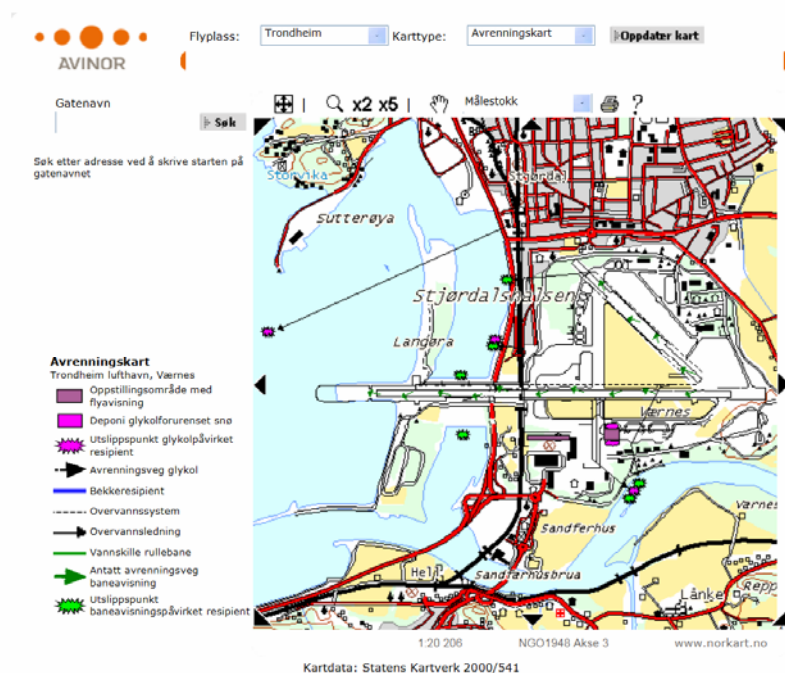 Flyplass: Trondheim Karttype: Avrenningskart Oppdater kart
AVINOR
Gatenavn
Søk
x2 x5 Målestokk ?
Søk etter adresse ved å skrive starten på
gatenavnet
Storvika
Stjørdal
Sutterøya
Stjørdalshalsen
Langøra
Værnes
Sandferhus
Værnes
Hell
Sandfærhusbrua
Lånke
Repp
Avrenningskart
Trondheim lufthavn, Værnes
Oppstillingsområde med
flyavisning
Deponi glykolforurenset snø
Utslippspunkt glykolpåvirket
resipient
Avrenningsveg glykol
Bekkeresipient
Overvannssystem
Overvannsledning
Vannskille rullebane
Antatt avrenningsveg
baneavisning
Utslippspunkt
baneavisningspåvirket resipient
1:20 206 NGO1948 Akse 3 www.norkart.no
Kartdata: Statens Kartverk 2000/541